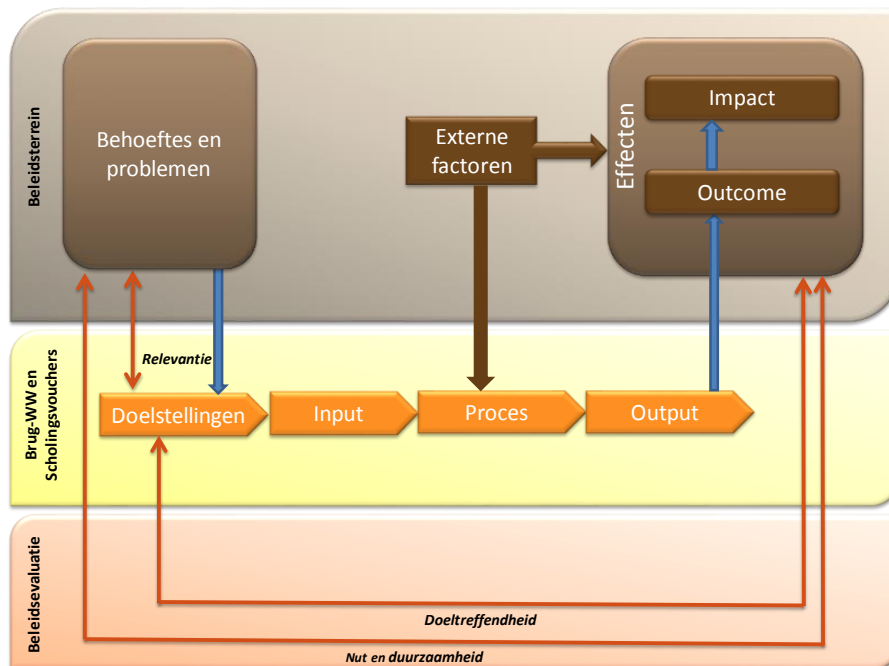 Beleidsterrein
Behoeftes en
problemen
Externe
factoren
Effecten
Impact
Outcome
Brug-WW en
Scholingsvouchers
Relevantie
Doelstellingen
Input
Proces
Output
Beleidsevaluatie
Doeltreffendheid
Nut en duurzaamheid